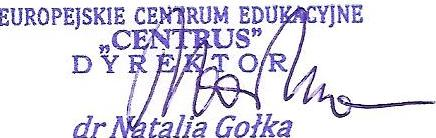 EUROPEJSKIE CENTRUM EDUKACYJNE
„CENTRUS”
DYREKTOR
dr Natalia Gołka